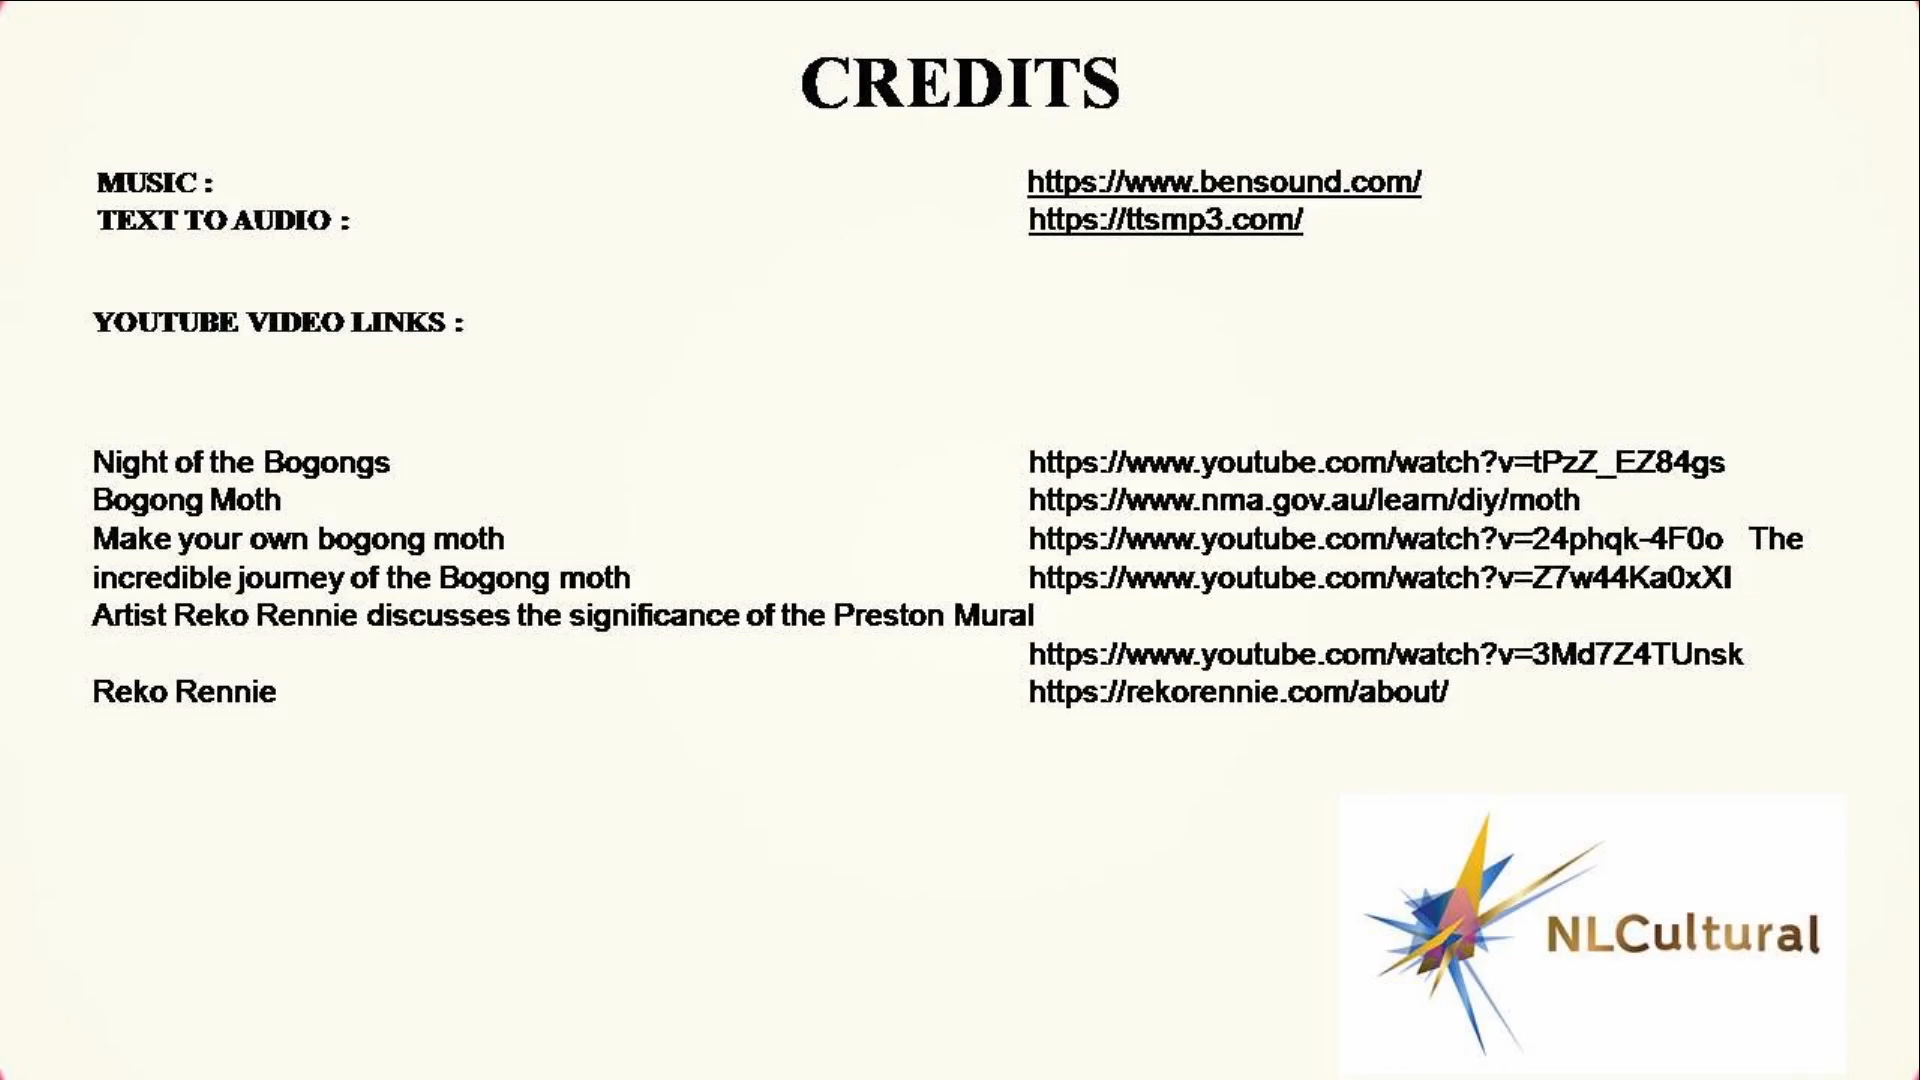 CREDITS
MUSIC : https://www.bensound.com/
TEXT TO AUDIO : https://ttsmp3.com/
YOUTUBE VIDEO LINKS :
Night of the Bogongs https://www.youtube.com/watch?v=tPzZ_EZ84gs
Bogong Moth https://www.nma.gov.au/learn/diy/moth
Make your own bogong moth https://www.youtube.com/watch?v=24phqk-4F0o The
incredible journey of the Bogong moth https://www.youtube.com/watch?v=Z7w44Ka0xXI
Artist Reko Rennie discusses the significance of the Preston Mural
https://www.youtube.com/watch?v=3Md7Z4TUnsk
Reko Rennie https://rekorennie.com/about/
NLCultural